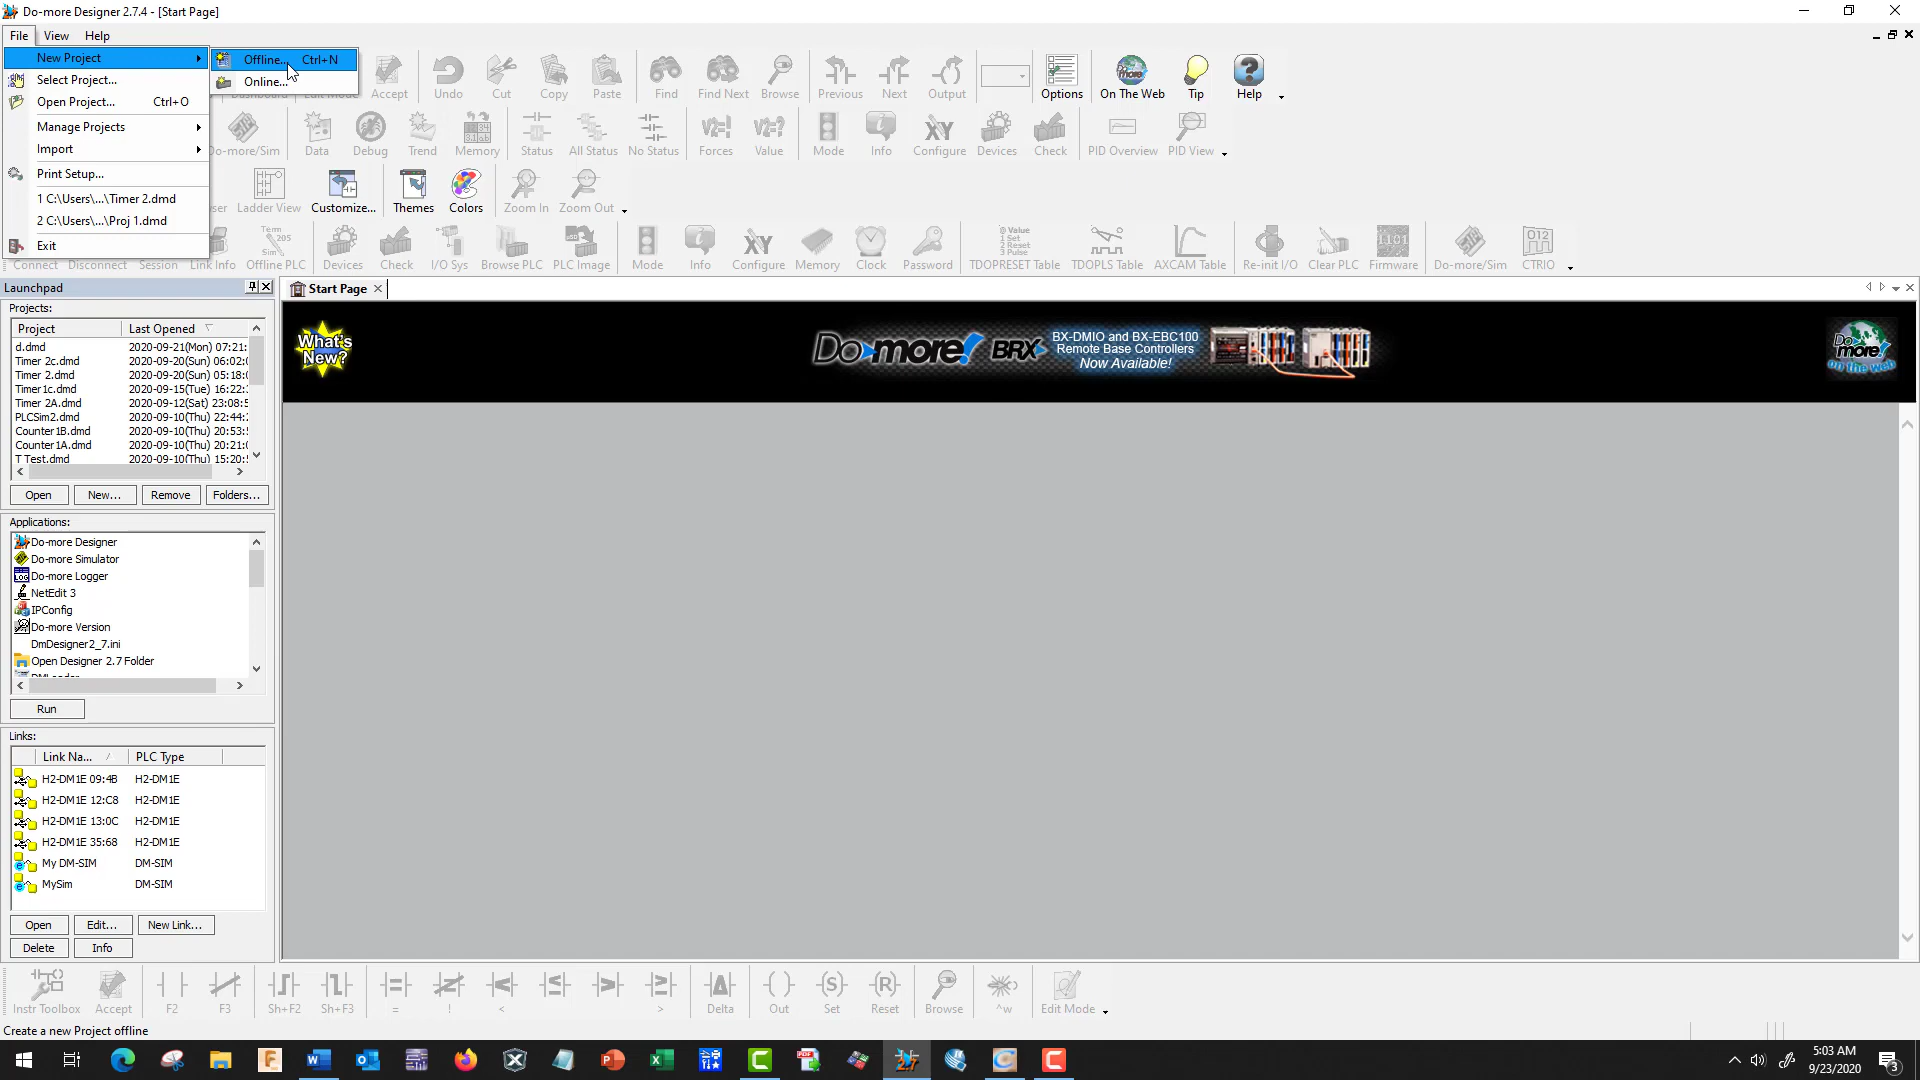 Do-more Designer 2.7.4 - [Start Page]
File View Help
New Project
Select Project...
Open Project... Ctrl+O
Manage Projects
Import
Print Setup...
1 C:\Users\...\Timer 2.dmd
2 C:\Users\...\Proj 1.dmd
Exit
Offline... Ctrl+N
Online...
Accept Undo Cut Copy Paste Find Find Next Browse Previous Next Output Options On The Web Tip Help
Do-more/Sim Data Debug Trend Memory Status All Status No Status Forces Value Mode Info Configure Devices Check PID Overview PID View
Ladder View Customize... Themes Colors Zoom In Zoom Out
Connect Disconnect Session Link Info Offline PLC Devices Check I/O Sys Browse PLC PLC Image Mode Info Configure Memory Clock Password TDOPRESET Table TDOPLS Table AXCAM Table Re-init I/O Clear PLC Firmware Do-more/Sim CTRIO
Launchpad
Start Page
Projects:
Project Last Opened
d.dmd 2020-09-21(Mon) 07:21:
Timer 2c.dmd 2020-09-20(Sun) 06:02:
Timer 2.dmd 2020-09-20(Sun) 05:18:
Timer1c.dmd 2020-09-15(Tue) 16:22:
Timer 2A.dmd 2020-09-12(Sat) 23:08:5
PLCSim2.dmd 2020-09-10(Thu) 22:44:
Counter1B.dmd 2020-09-10(Thu) 20:53:
Counter1A.dmd 2020-09-10(Thu) 20:21:
T Test.dmd 2020-09-10(Thu) 15:20:
Open New... Remove Folders...
What's New?
Do-more! BRX
BX-DMIO and BX-EBC100
Remote Base Controllers
Now Available!
Do-more! on the web
Applications:
Do-more Designer
Do-more Simulator
Do-more Logger
NetEdit 3
IPConfig
Do-more Version
DmDesigner2_7.ini
Open Designer 2.7 Folder
Run
Links:
Link Na... PLC Type
H2-DM1E 09:4B H2-DM1E
H2-DM1E 12:C8 H2-DM1E
H2-DM1E 13:0C H2-DM1E
H2-DM1E 35:68 H2-DM1E
My DM-SIM DM-SIM
MySim DM-SIM
Open Edit... New Link...
Delete Info
Instr Toolbox Accept F2 F3 Sh+F2 Sh+F3 = ! < > Delta Out Set Reset Browse ^w Edit Mode
Create a new Project offline
5:03 AM
9/23/2020
3